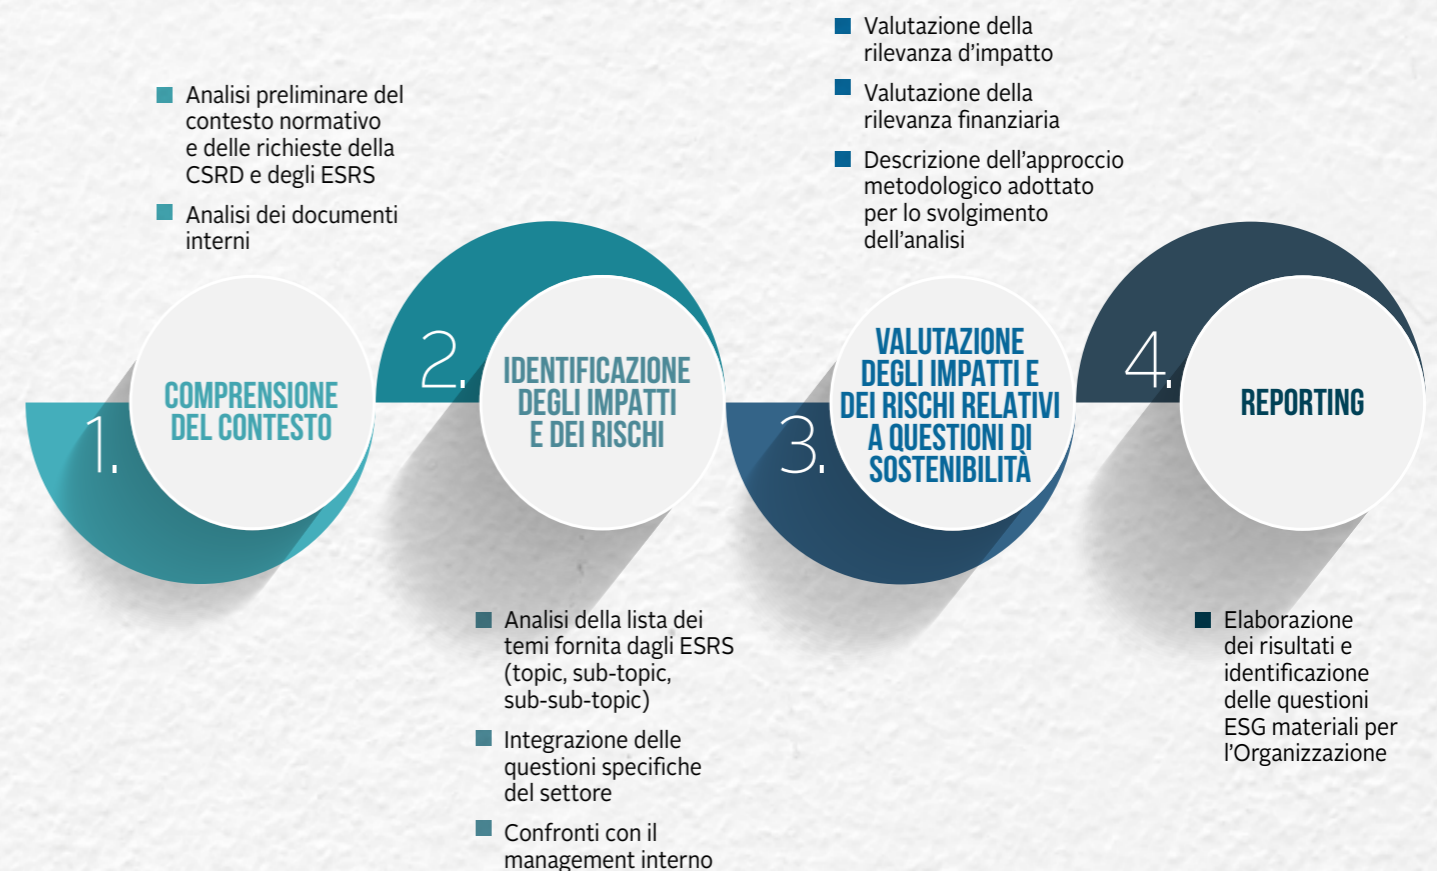 Analisi preliminare del
contesto normativo
e delle richieste della
CSRD e degli ESRS
Analisi dei documenti
interni
1.
COMPRENSIONE
DEL CONTESTO
2.
IDENTIFICAZIONE
DEGLI IMPATTI
E DEI RISCHI
Analisi della lista dei
temi fornita dagli ESRS
(topic, sub-topic,
sub-sub-topic)
Integrazione delle
questioni specifiche
del settore
Confronti con il
management interno
Valutazione della
rilevanza d’impatto
Valutazione della
rilevanza finanziaria
Descrizione dell’approccio
metodologico adottato
per lo svolgimento
dell’analisi
3.
VALUTAZIONE
DEGLI IMPATTI E
DEI RISCHI RELATIVI
A QUESTIONI DI
SOSTENIBILITÀ
4.
REPORTING
Elaborazione
dei risultati e
identificazione
delle questioni
ESG materiali per
l’Organizzazione